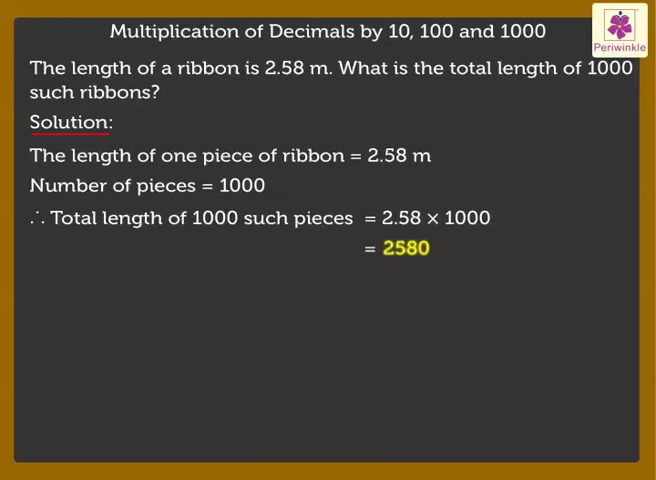 Multiplication of Decimals by 10, 100 and 1000
Periwinkle
The length of a ribbon is 2.58 m. What is the total length of 1000
such ribbons?
Solution:
The length of one piece of ribbon = 2.58 m
Number of pieces = 1000
∴ Total length of 1000 such pieces = 2.58 × 1000
= 2580